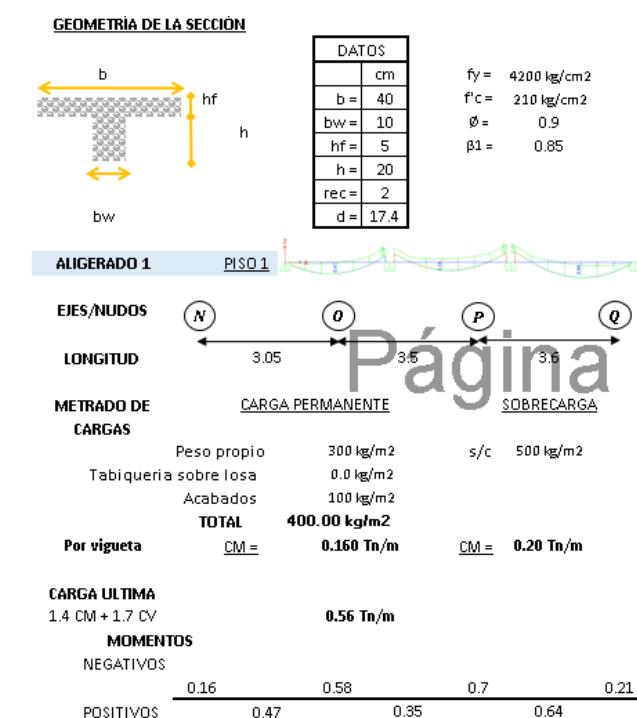 GEOMETRÍA DE LA SECCIÓN
b
hf
h
bw
DATOS
cm
b = 40
bw = 10
hf = 5
h = 20
rec = 2
d = 17.4
fy = 4200 kg/cm2
f'c = 210 kg/cm2
Ø = 0.9
β1 = 0.85
ALIGERADO 1 PISO 1
EJES/NUDOS N O P Q
LONGITUD 3.05 3.5 3.6
Página
METRADO DE CARGA PERMANENTE SOBRECARGA
CARGAS
Peso propio 300 kg/m2 s/c 500 kg/m2
Tabiqueria sobre losa 0.0 kg/m2
Acabados 100 kg/m2
TOTAL 400.00 kg/m2
Por vigueta CM = 0.160 Tn/m CM = 0.20 Tn/m
CARGA ULTIMA
1.4 CM + 1.7 CV 0.56 Tn/m
MOMENTOS
NEGATIVOS
0.16 0.58 0.7 0.21
POSITIVOS 0.47 0.35 0.64